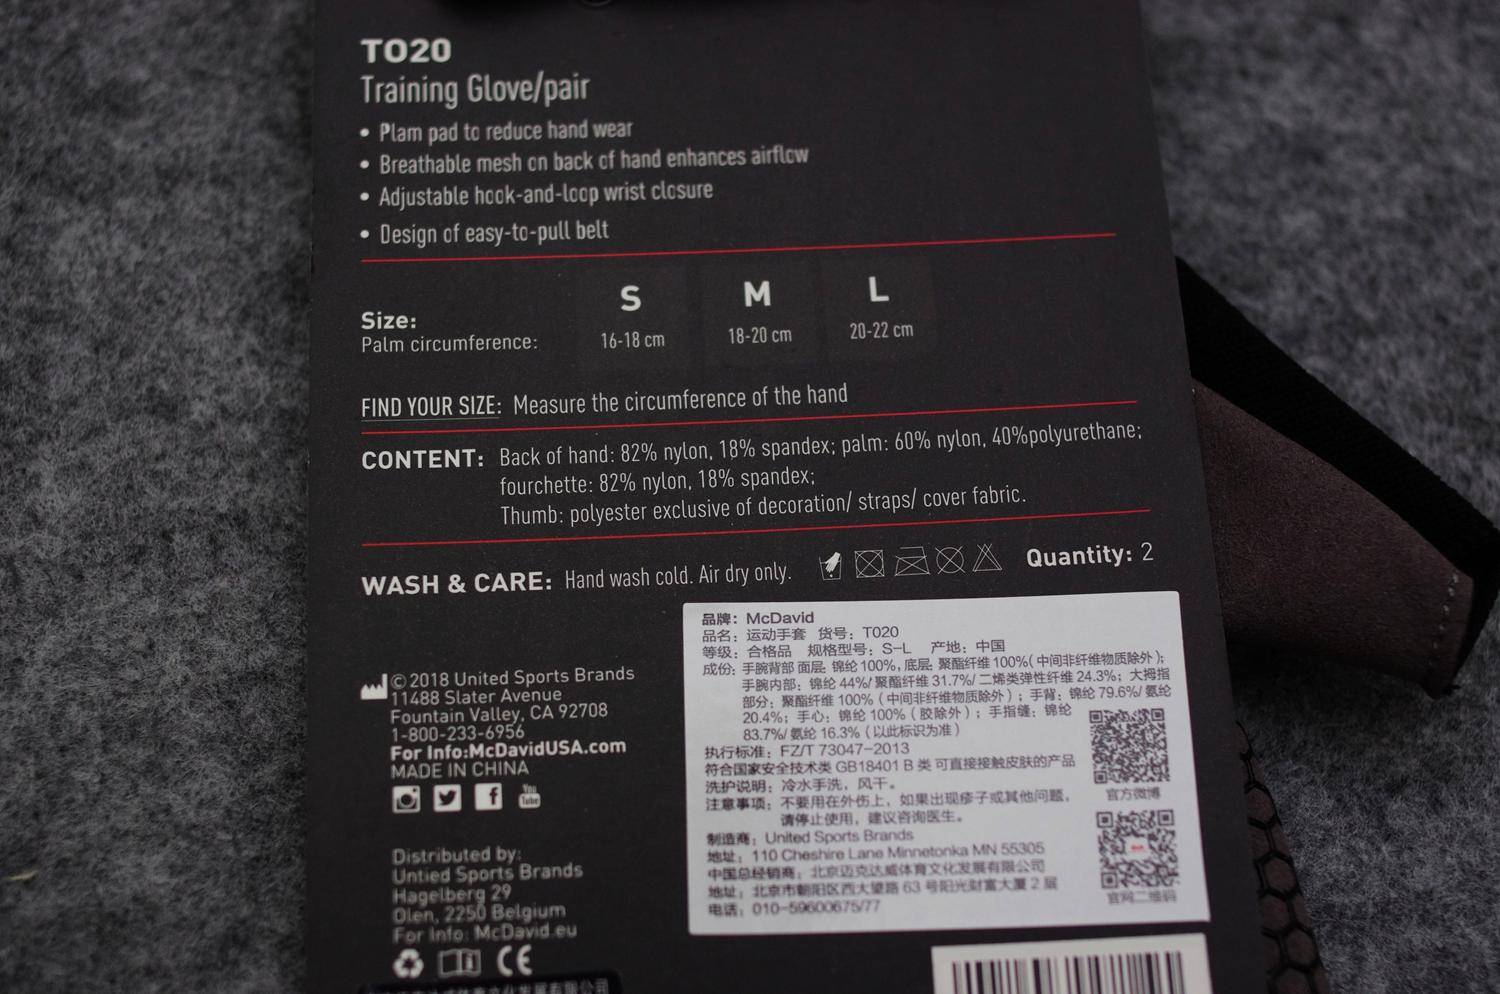 TO20
Training Glove/pair
• Plam pad to reduce hand wear
• Breathable mesh on back of hand enhances airflow
• Adjustable hook-and-loop wrist closure
• Design of easy-to-pull belt
S M L
Size:
Palm circumference: 16-18 cm 18-20 cm 20-22 cm
FIND YOUR SIZE: Measure the circumference of the hand
CONTENT: Back of hand: 82% nylon, 18% spandex; palm: 60% nylon, 40%polyurethane;
fourchette: 82% nylon, 18% spandex;
Thumb: polyester exclusive of decoration/ straps/ cover fabric.
WASH & CARE: Hand wash cold. Air dry only. Quantity: 2
©2018 United Sports Brands
11488 Slater Avenue
Fountain Valley, CA 92708
1-800-233-6956
For Info:McDavidUSA.com
MADE IN CHINA
You
Tube
Distributed by:
Untied Sports Brands
Hagelberg 29
Olen, 2250 Belgium
For Info: McDavid.eu
CE
品牌：McDavid
品名：运动手套 货号：T020
等级：合格品 规格型号：S-L 产地：中国
成份：手腕背部 面层 锦纶100%，底层 聚酯纤维100%（中间非纤维物质除外）；
手腕内部：锦纶 44%/ 聚酯纤维 31.7%/ 二烯类弹性纤维 24.3%；大拇指
部分：聚酯纤维 100%（中间非纤维物质除外）；手背：锦纶 79.6%/ 氨纶
20.4%；手心：锦纶 100%（胶除外）；手指缝：锦纶
83.7%/ 氨纶 16.3%（以此标识为准）
执行标准：FZ/T 73047-2013
符合国家安全技术类 GB18401 B 类 可直接接触皮肤的产品
洗护说明：冷水手洗，风干。
注意事项：不要用在外伤上，如果出现疹子或其他问题，
请停止使用，建议咨询医生。
制造商：United Sports Brands
地址：110 Cheshire Lane Minnetonka MN 55305
中国总经销商：北京迈克达威体育文化发展有限公司
地址：北京市朝阳区西大望路 63 号阳光财富大厦 2 层
电话：010-59600675/77
官方微博
官网二维码